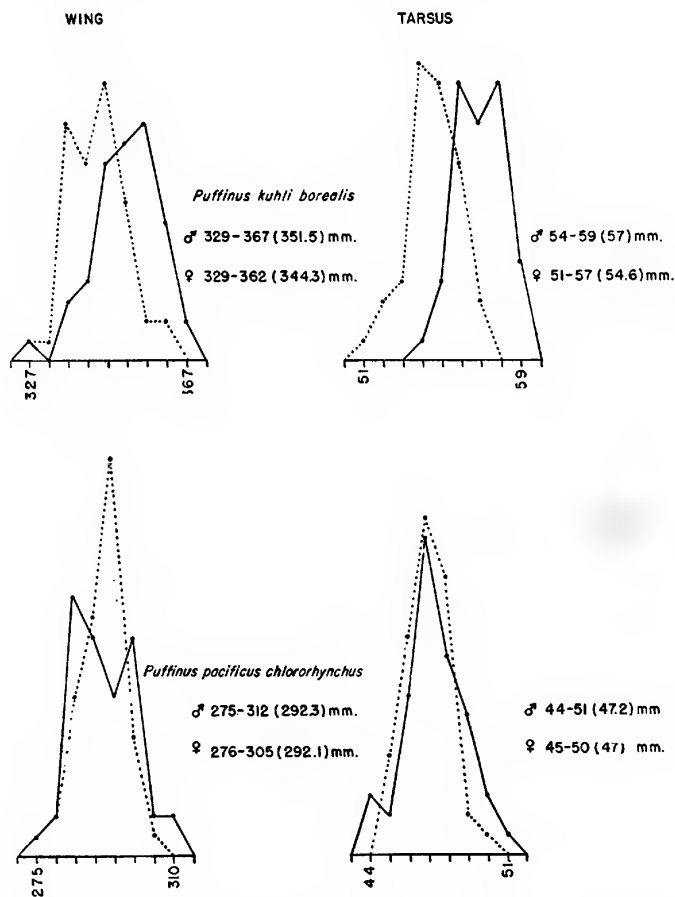 WING
TARSUS
Puffinus kuhli borealis
♂ 329-367 (351.5) mm.
♀ 329-362 (344.3) mm.
♂ 54-59 (57) mm.
♀ 51-57 (54.6) mm.
327
367
51
59
Puffinus pacificus chlororhynchus
♂ 275-312 (292.3) mm.
♀ 276-305 (292.1) mm.
♂ 44-51 (47.2) mm
♀ 45-50 (47) mm.
275
310
44
51